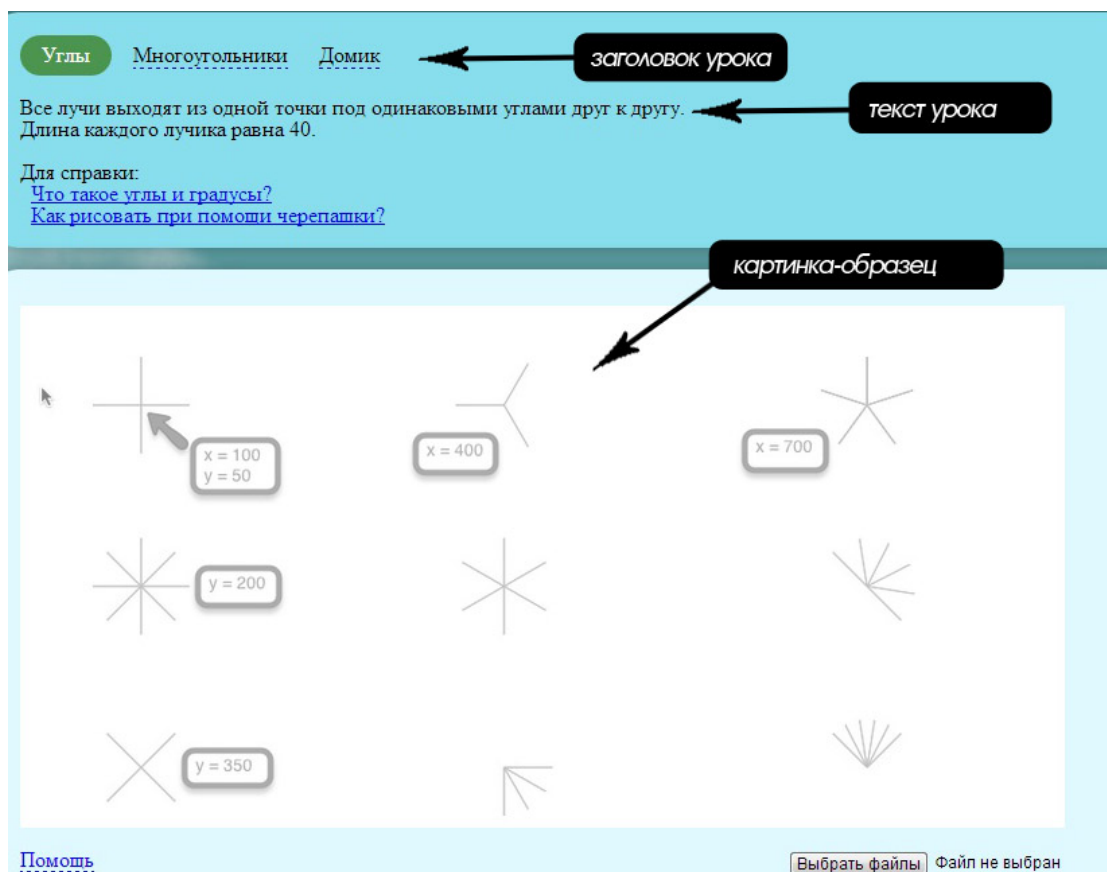 Углы Многоугольники Домик заголовок урока
Все лучи выходят из одной точки под одинаковыми углами друг к другу. текст урока
Длина каждого лучика равна 40.
Для справки:
Что такое углы и градусы?
Как рисовать при помощи черепашки?
картинка-образец
x = 100
y = 50
x = 400
x = 700
y = 200
y = 350
Помощь Выбрать файлы Файл не выбран